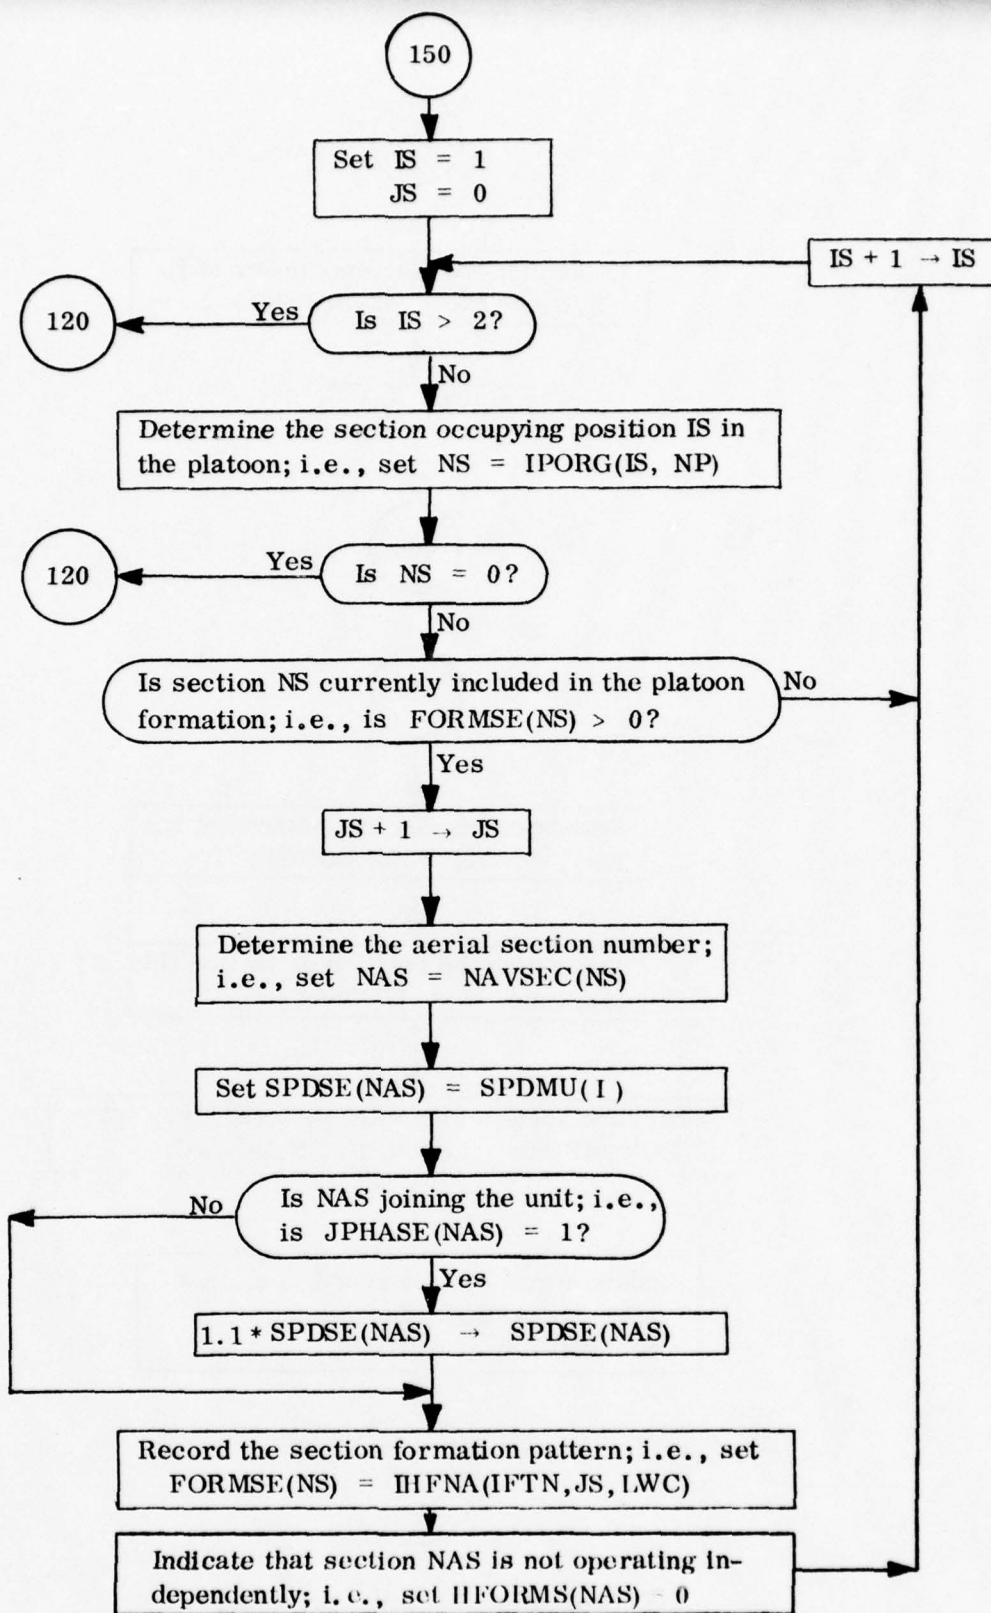 150
Set IS = 1
JS = 0
IS + 1 → IS
Is IS > 2?
Yes
120
No
Determine the section occupying position IS in
the platoon; i.e., set NS = IPORG(IS, NP)
Is NS = 0?
Yes
120
No
Is section NS currently included in the platoon
formation; i.e., is FORMSE(NS) > 0?
No
Yes
JS + 1 → JS
Determine the aerial section number;
i.e., set NAS = NAVSEC(NS)
Set SPDSE(NAS) = SPDMU(I)
Is NAS joining the unit; i.e.,
is JPHASE(NAS) = 1?
No
Yes
1.1 * SPDSE(NAS) → SPDSE(NAS)
Record the section formation pattern; i.e., set
FORMSE(NS) = IHFNA(IFTN, JS, LWC)
Indicate that section NAS is not operating in-
dependently; i.e., set IHFORMS(NAS) 0